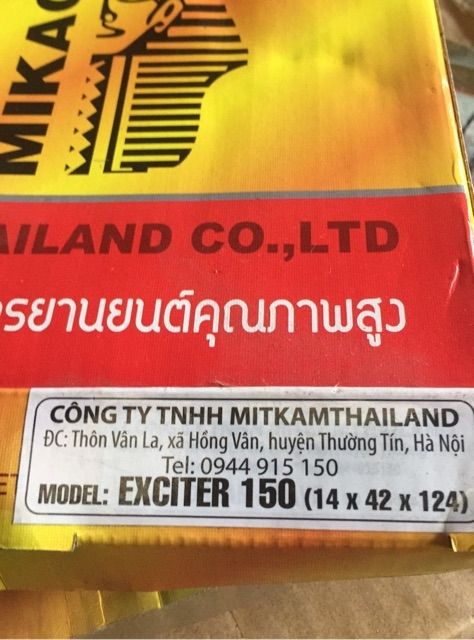 MIKA
AILAND CO.,LTD
รยานยนต์คุณภาพสูง
CÔNG TY TNHH MITKAMTHAILAND
ĐC: Thôn Vân La, xã Hồng Vân, huyện Thường Tín, Hà Nội
Tel: 0944 915 150
MODEL: EXCITER 150 (14 x 42 x 124)